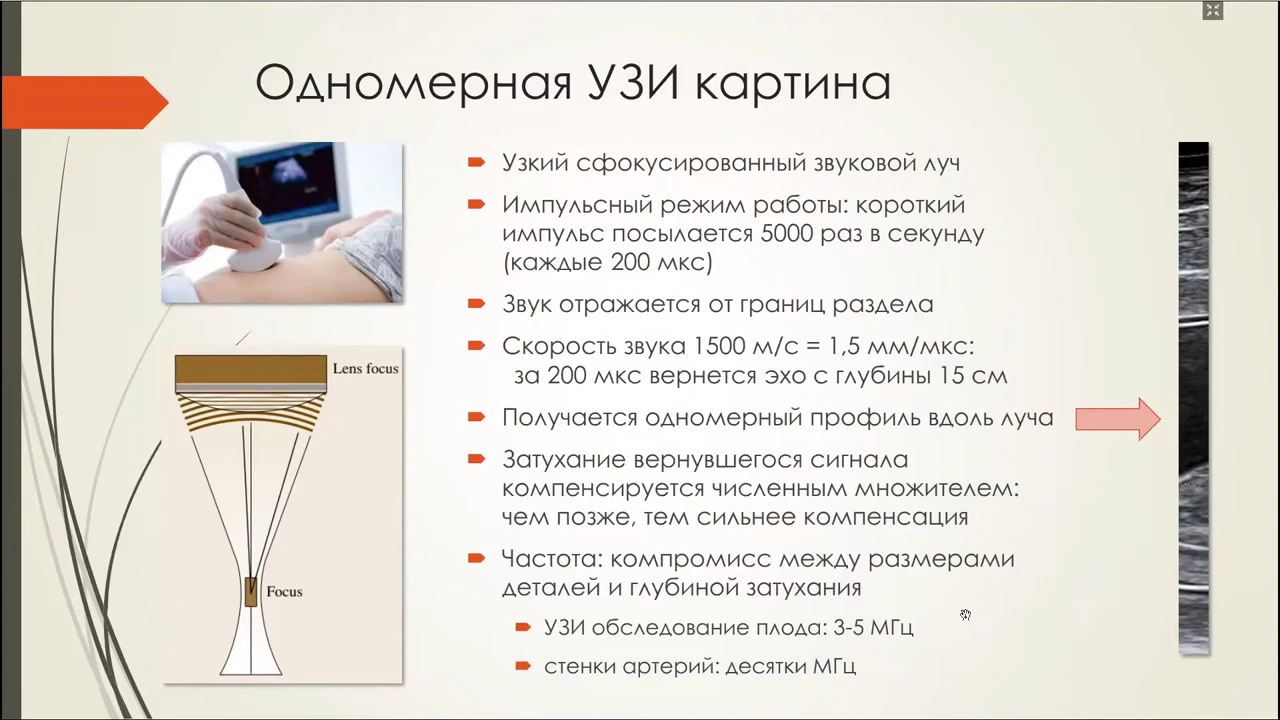 Одномерная УЗИ картина
Узкий сфокусированный звуковой луч
Импульсный режим работы: короткий
импульс посылается 5000 раз в секунду
(каждые 200 мкс)
Звук отражается от границ раздела
Скорость звука 1500 м/с = 1,5 мм/мкс:
за 200 мкс вернется эхо с глубины 15 см
Получается одномерный профиль вдоль луча
Затухание вернувшегося сигнала
компенсируется численным множителем:
чем позже, тем сильнее компенсация
Частота: компромисс между размерами
деталей и глубиной затухания
УЗИ обследование плода: 3-5 МГц
стенки артерий: десятки МГц
Lens focus
Focus